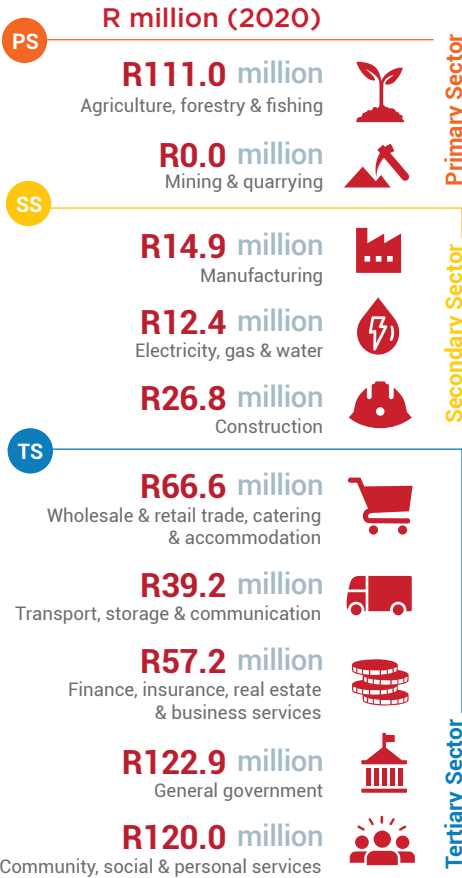 R million (2020)
PS
Primary Sector
R111.0 million
Agriculture, forestry & fishing
R0.0 million
Mining & quarrying
SS
Secondary Sector
R14.9 million
Manufacturing
R12.4 million
Electricity, gas & water
R26.8 million
Construction
TS
Tertiary Sector
R66.6 million
Wholesale & retail trade, catering
& accommodation
R39.2 million
Transport, storage & communication
R57.2 million
Finance, insurance, real estate
& business services
R122.9 million
General government
R120.0 million
Community, social & personal services